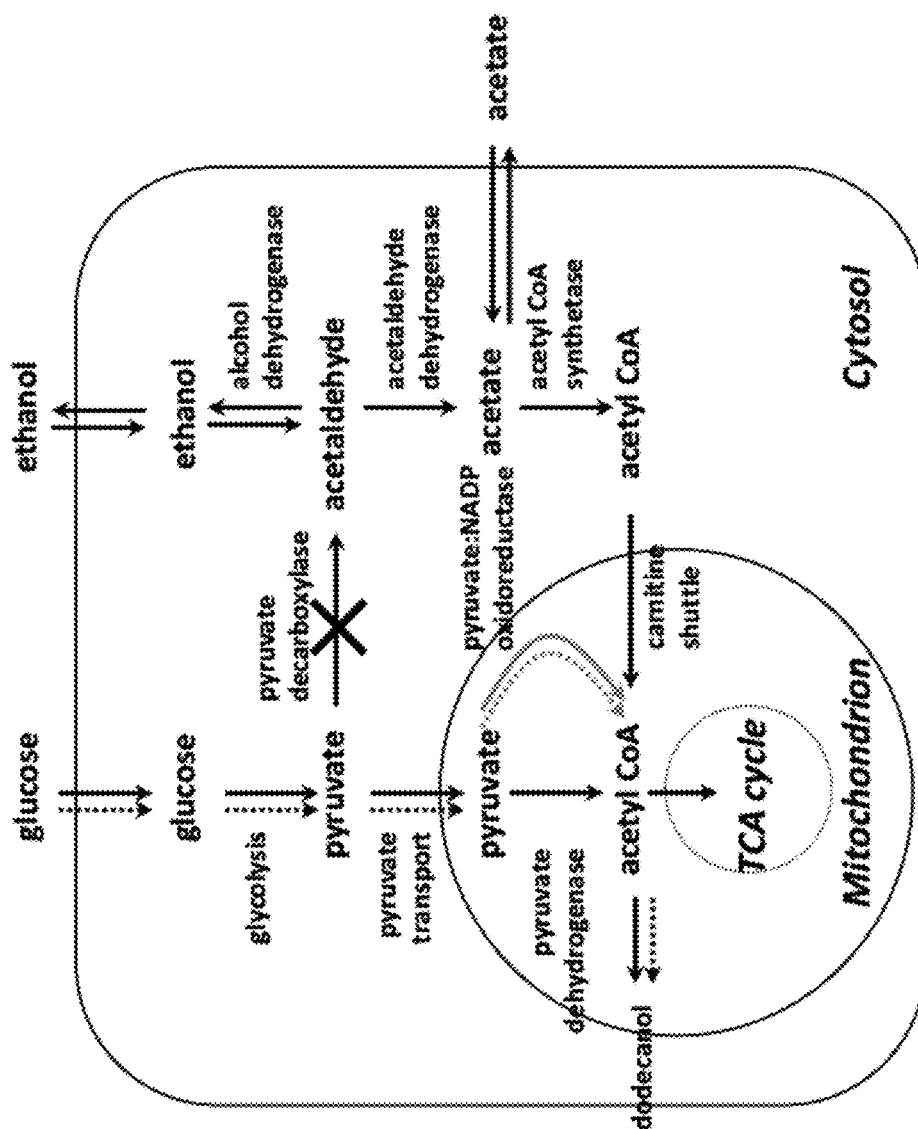 glucose
ethanol
glucose
ethanol
glycolysis
pyruvate
decarboxylase
alcohol
dehydrogenase
pyruvate
acetaldehyde
pyruvate
transport
acetaldehyde
dehydrogenase
pyruvate
pyruvate:NADP
oxidoreductase
acetate
acetate
pyruvate
dehydrogenase
acetyl CoA
synthetase
dodecanol
acetyl CoA
carnitine
shuttle
acetyl CoA
TCA cycle
Mitochondrion
Cytosol